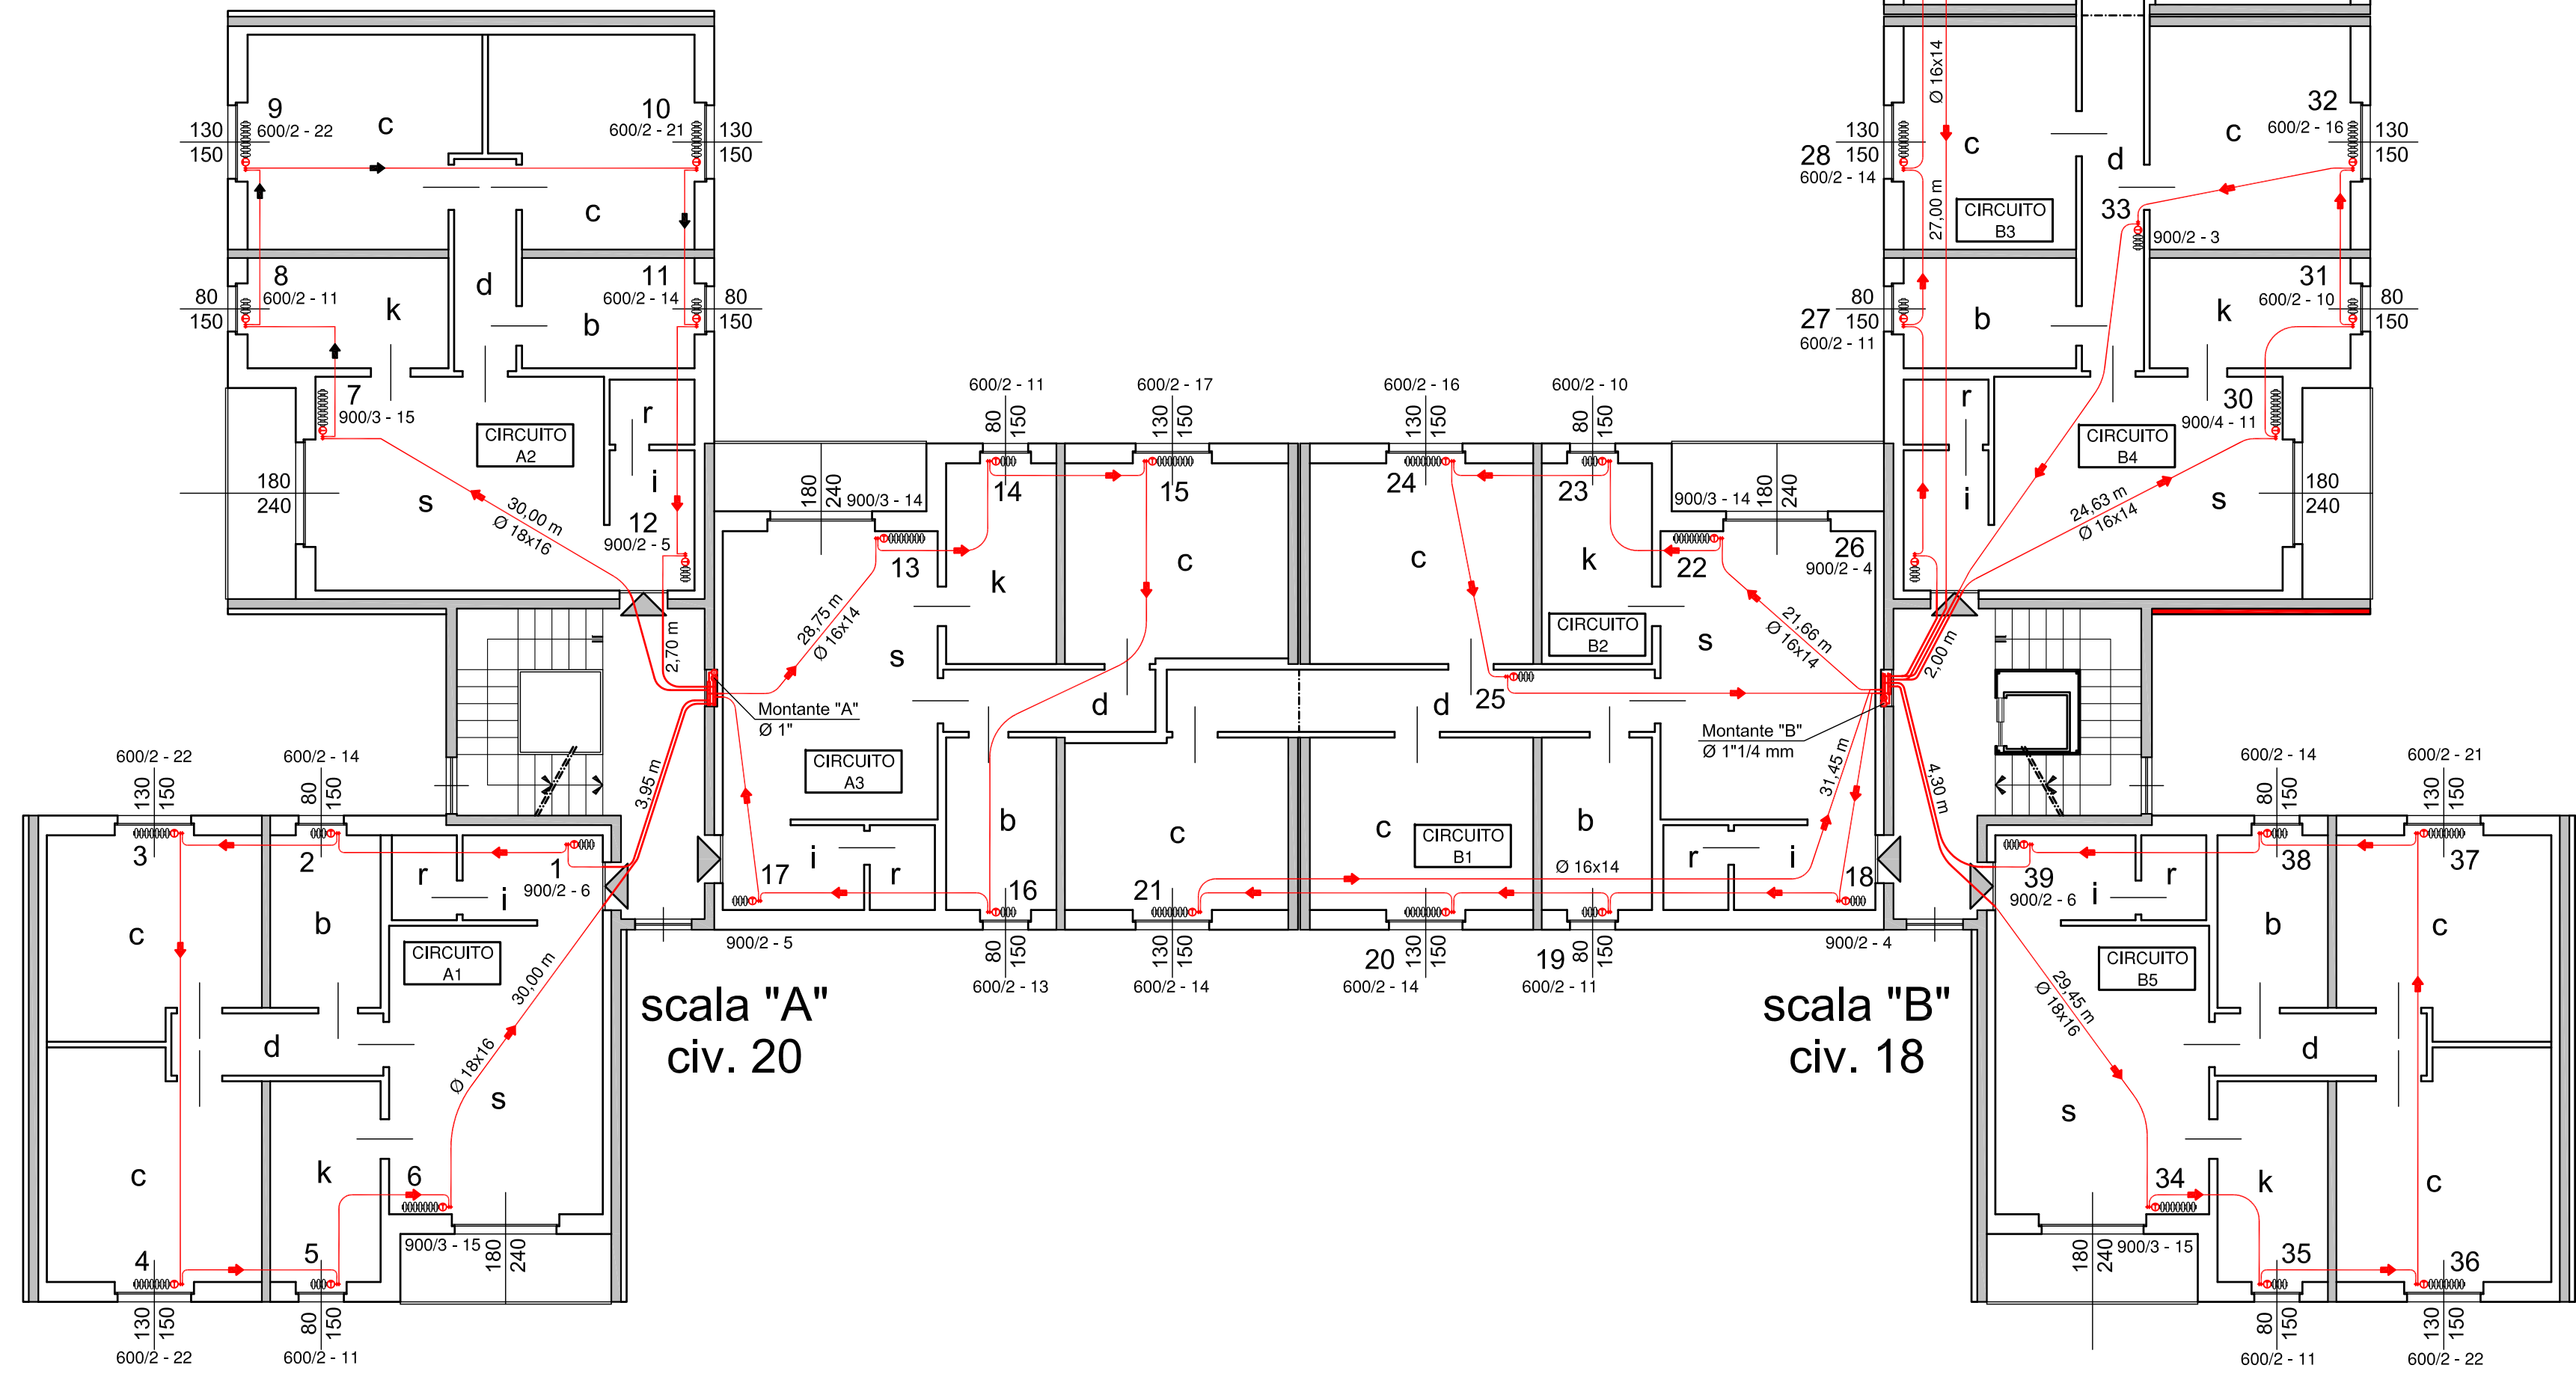 9
600/2 - 22
130
150
c
10
600/2 - 21
130
150
c
8
600/2 - 11
80
150
k
d
11
600/2 - 14
80
150
b
7
900/3 - 15
CIRCUITO
A2
r
i
12
900/2 - 5
180
240
s
30,00 m
Ø 18x16
2,70 m
3,95 m
Montante "A"
Ø 1"
600/2 - 22
130
150
3
600/2 - 14
80
150
2
1
900/2 - 6
r
i
c
b
CIRCUITO
A1
30,00 m
Ø 18x16
d
s
c
k
6
900/3 - 15
180
240
4
130
150
600/2 - 22
5
80
150
600/2 - 11
180
240
900/3 - 14
13
28,75 m
Ø 16x14
s
600/2 - 11
80
150
14
k
600/2 - 17
130
150
15
c
d
CIRCUITO
A3
i
r
17
900/2 - 5
b
16
80
150
600/2 - 13
c
21
130
150
600/2 - 14
scala "A"
civ. 20
600/2 - 16
130
150
24
c
600/2 - 10
80
150
23
k
900/3 - 14
180
240
22
26
900/2 - 4
CIRCUITO
B2
s
21,66 m
Ø 16x14
25
d
Montante "B"
Ø 1"1/4 mm
31,45 m
c
CIRCUITO
B1
b
Ø 16x14
r
i
18
900/2 - 4
20
130
150
600/2 - 14
19
80
150
600/2 - 11
scala "B"
civ. 18
Ø 16x14
27,00 m
130
150
28
600/2 - 14
c
CIRCUITO
B3
d
c
32
600/2 - 16
130
150
33
900/2 - 3
80
150
27
600/2 - 11
b
k
31
600/2 - 10
80
150
r
i
CIRCUITO
B4
30
900/4 - 11
180
240
s
24,63 m
Ø 16x14
2,00 m
4,30 m
39
900/2 - 6
i
r
600/2 - 14
80
150
38
600/2 - 21
130
150
37
b
c
CIRCUITO
B5
29,45 m
Ø 18x16
d
s
34
900/3 - 15
180
240
k
35
80
150
600/2 - 11
c
36
130
150
600/2 - 22